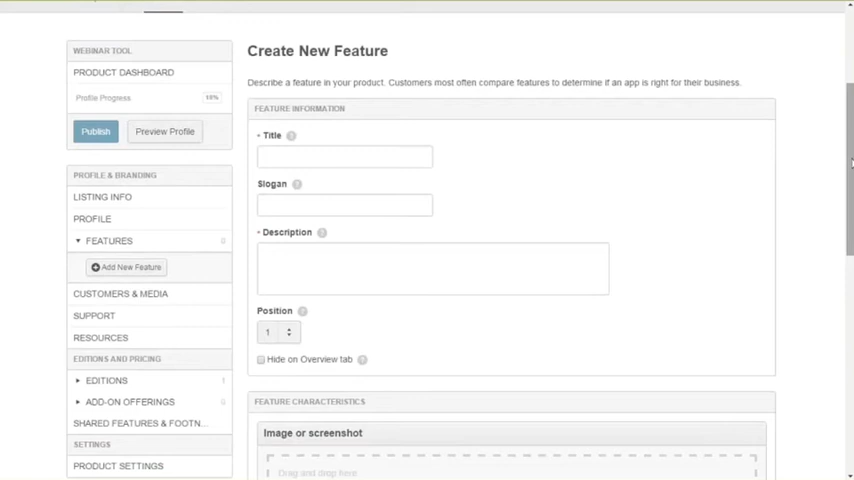 WEBINAR TOOL
PRODUCT DASHBOARD
Profile Progress 15%
Publish Preview Profile
PROFILE & BRANDING
LISTING INFO
PROFILE
FEATURES 0
Add New Feature
CUSTOMERS & MEDIA
SUPPORT
RESOURCES
EDITIONS AND PRICING
EDITIONS 1
ADD-ON OFFERINGS 0
SHARED FEATURES & FOOTN...
SETTINGS
PRODUCT SETTINGS
Create New Feature
Describe a feature in your product. Customers most often compare features to determine if an app is right for their business.
FEATURE INFORMATION
* Title ?
Slogan ?
* Description ?
Position ?
1
Hide on Overview tab ?
FEATURE CHARACTERISTICS
Image or screenshot
Drag and drop here